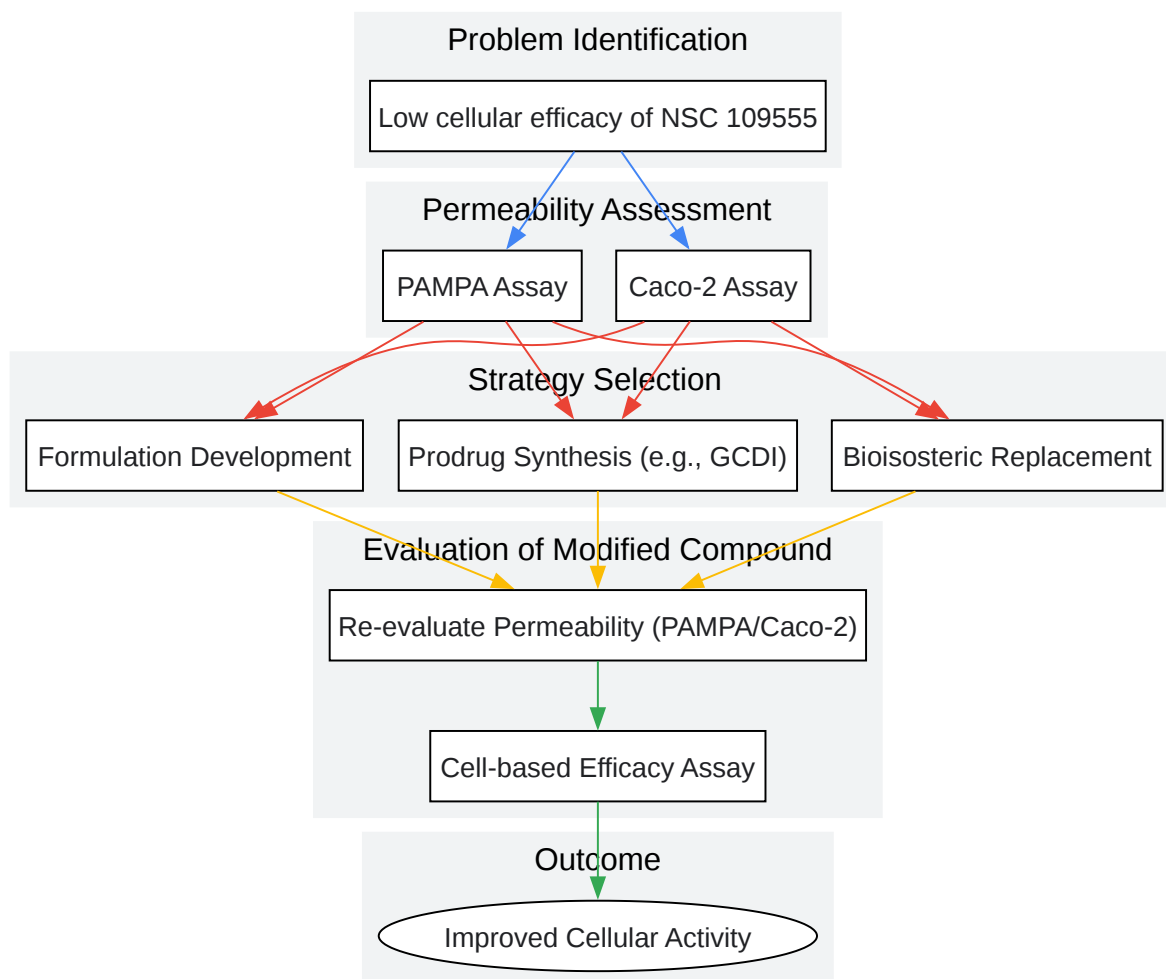 Problem Identification
Low cellular efficacy of NSC 109555
Permeability Assessment
PAMPA Assay
Caco-2 Assay
Strategy Selection
Formulation Development
Prodrug Synthesis (e.g., GCDI)
Bioisosteric Replacement
Evaluation of Modified Compound
Re-evaluate Permeability (PAMPA/Caco-2)
Cell-based Efficacy Assay
Outcome
Improved Cellular Activity